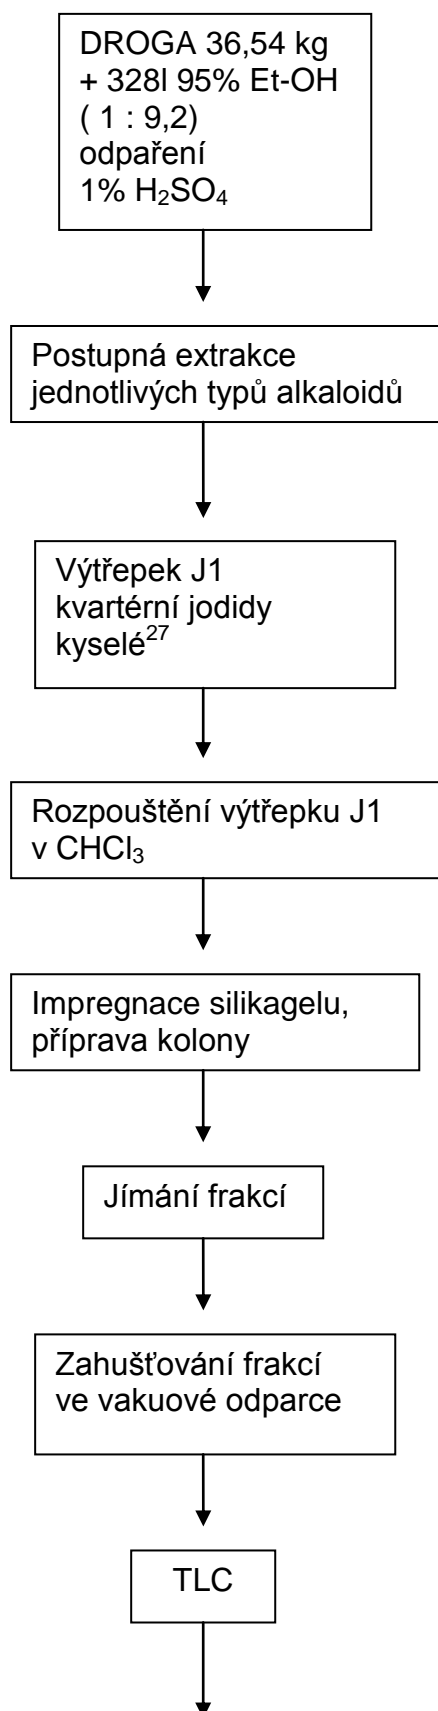 DROGA 36,54 kg
+ 328l 95% Et-OH
( 1 : 9,2)
odpaření
1% H₂SO₄
Postupná extrakce
jednotlivých typů alkaloidů
Výtřepek J1
kvartérní jodidy
kyselé²⁷
Rozpouštění výtřepku J1
v CHCl₃
Impregnace silikagelu,
příprava kolony
Jímání frakcí
Zahušťování frakcí
ve vakuové odparce
TLC